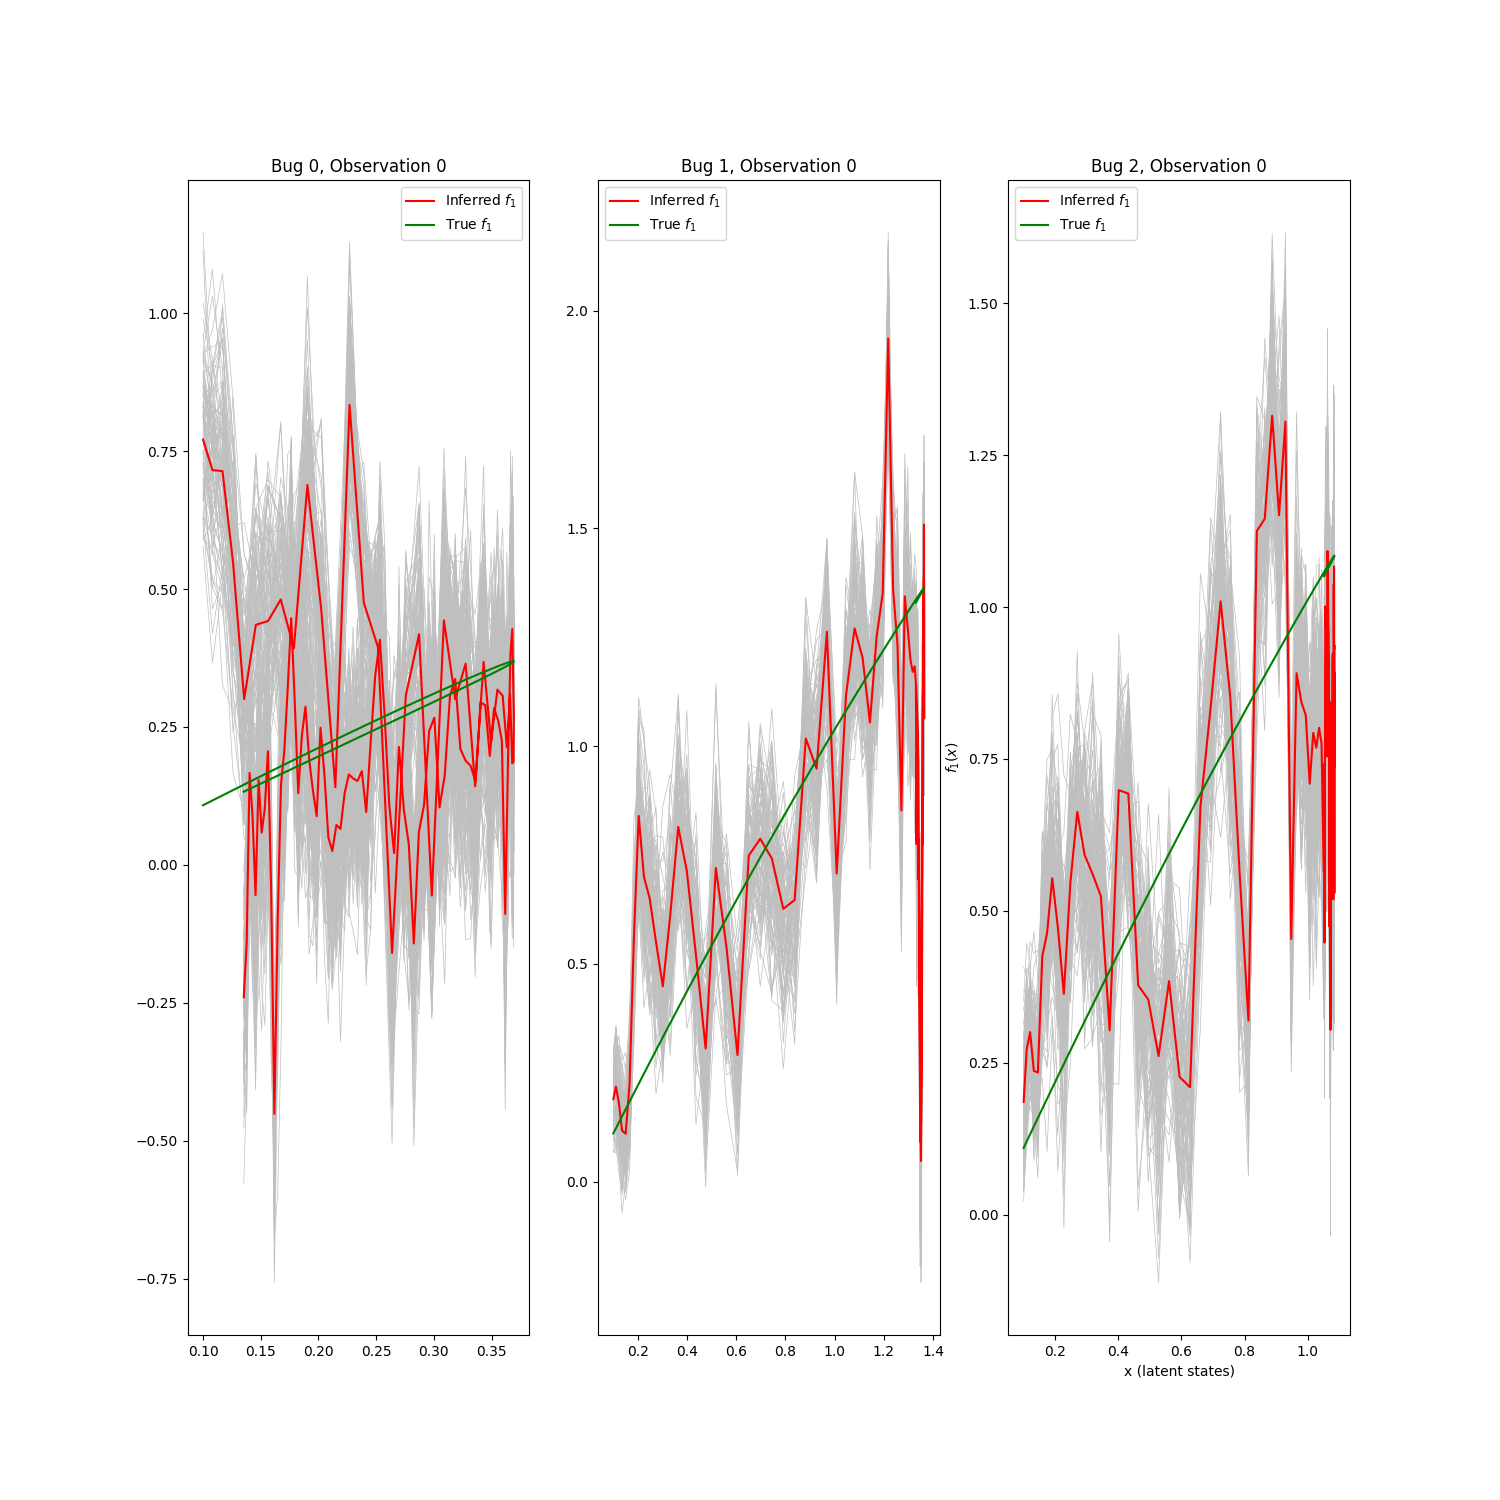 Bug 0, Observation 0
Inferred f₁
True f₁
1.00
0.75
0.50
0.25
0.00
−0.25
−0.50
−0.75
0.10 0.15 0.20 0.25 0.30 0.35
Bug 1, Observation 0
Inferred f₁
True f₁
2.0
1.5
1.0
0.5
0.0
0.2 0.4 0.6 0.8 1.0 1.2 1.4
Bug 2, Observation 0
Inferred f₁
True f₁
f₁(x)
1.50
1.25
1.00
0.75
0.50
0.25
0.00
0.2 0.4 0.6 0.8 1.0
x (latent states)